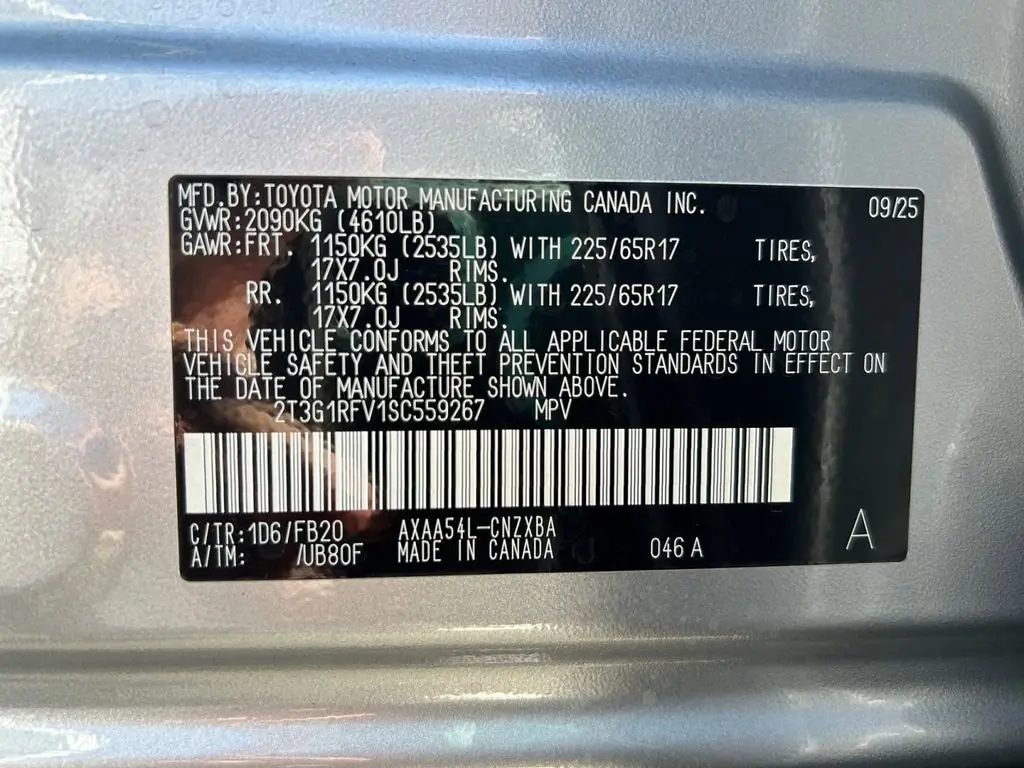 MFD.BY:TOYOTA MOTOR MANUFACTURING CANADA INC. 09/25
GVWR:2090KG (4610LB)
GAWR:FRT. 1150KG (2535LB) WITH 225/65R17 TIRES,
17X7.0J RIMS.
RR. 1150KG (2535LB) WITH 225/65R17 TIRES,
17X7.0J RIMS.
THIS VEHICLE CONFORMS TO ALL APPLICABLE FEDERAL MOTOR
VEHICLE SAFETY AND THEFT PREVENTION STANDARDS IN EFFECT ON
THE DATE OF MANUFACTURE SHOWN ABOVE.
2T3G1RFV1SC559267 MPV
C/TR:1D6/FB20 AXAA54L-CNZXBA
A/TM: /UB80F MADE IN CANADA 046 A A